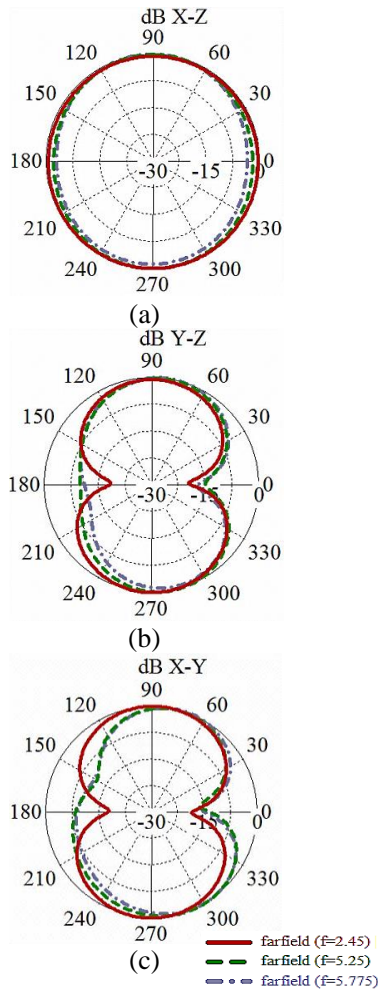 dB X-Z
90
120 60
150 30
180 -30 -15 0
210 330
240 300
270
(a)
dB Y-Z
90
120 60
150 30
180 -30 -15 0
210 330
240 300
270
(b)
dB X-Y
90
120 60
150 30
180 -30 -15 0
210 330
240 300
270
(c)
farfield (f=2.45)
farfield (f=5.25)
farfield (f=5.775)